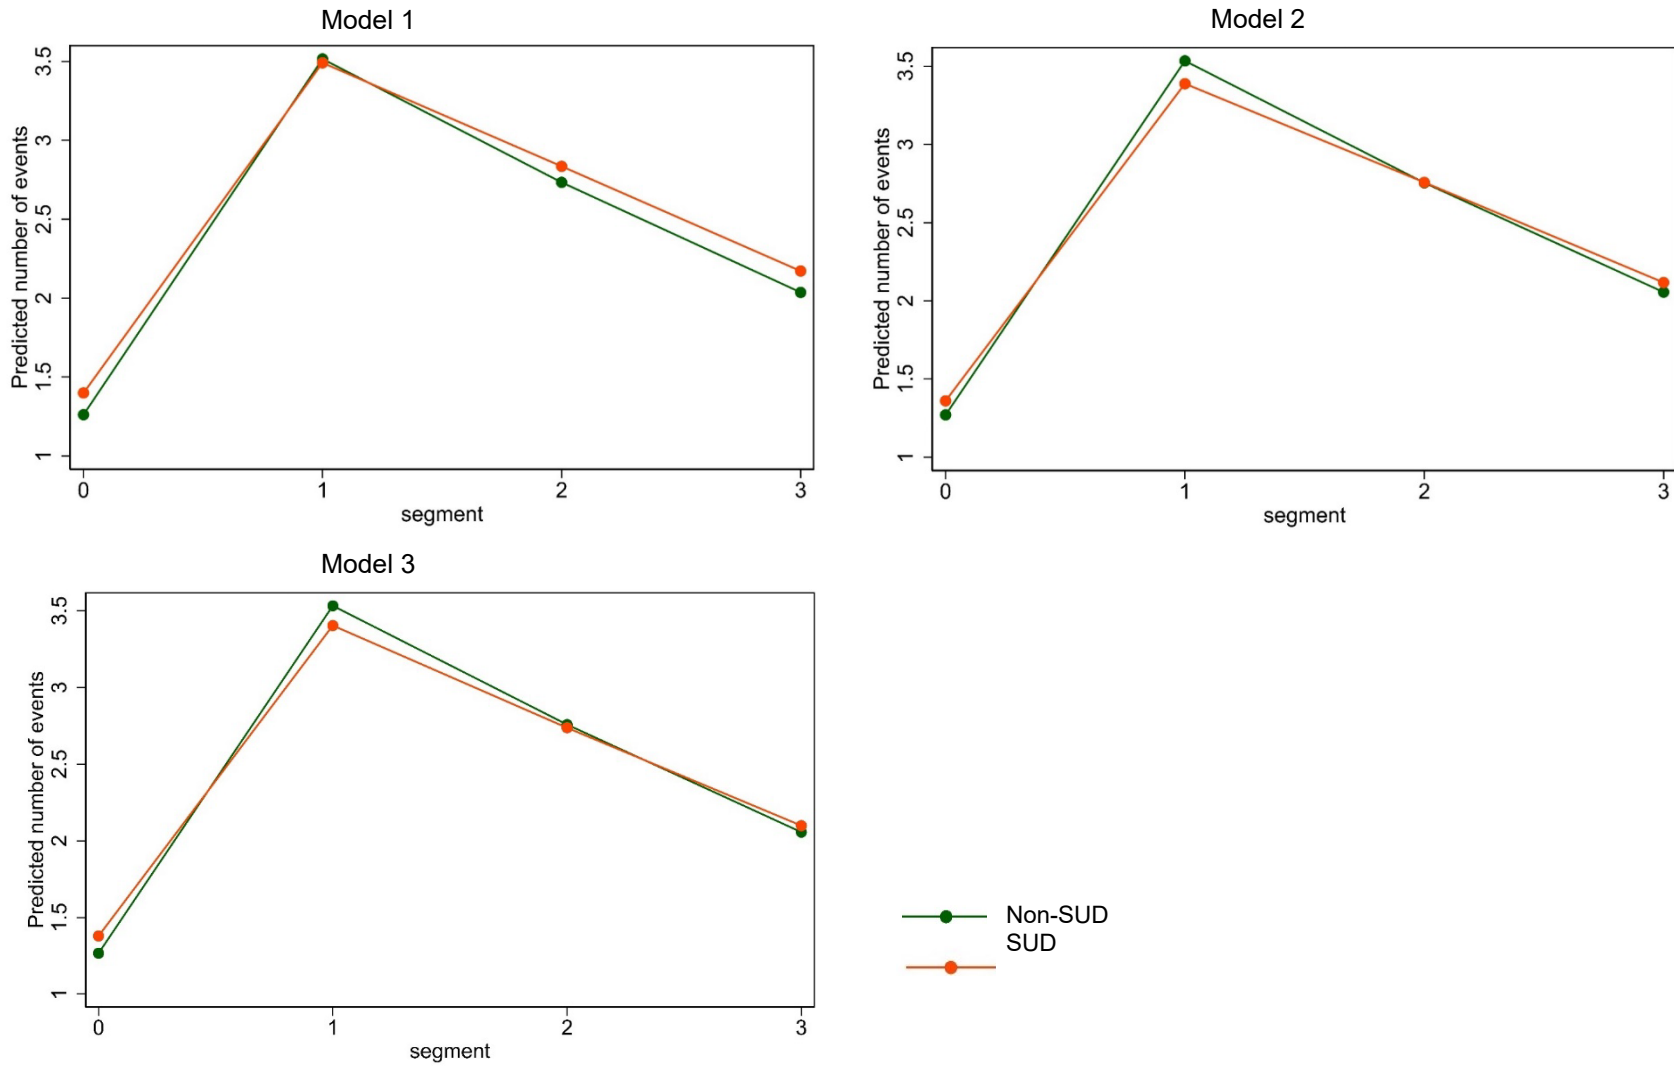 Model 1
Predicted number of events
3.5
3
2.5
2
1.5
1
0 1 2 3
segment
Model 2
Predicted number of events
3.5
3
2.5
2
1.5
1
0 1 2 3
segment
Model 3
Predicted number of events
3.5
3
2.5
2
1.5
1
0 1 2 3
segment
Non-SUD
SUD